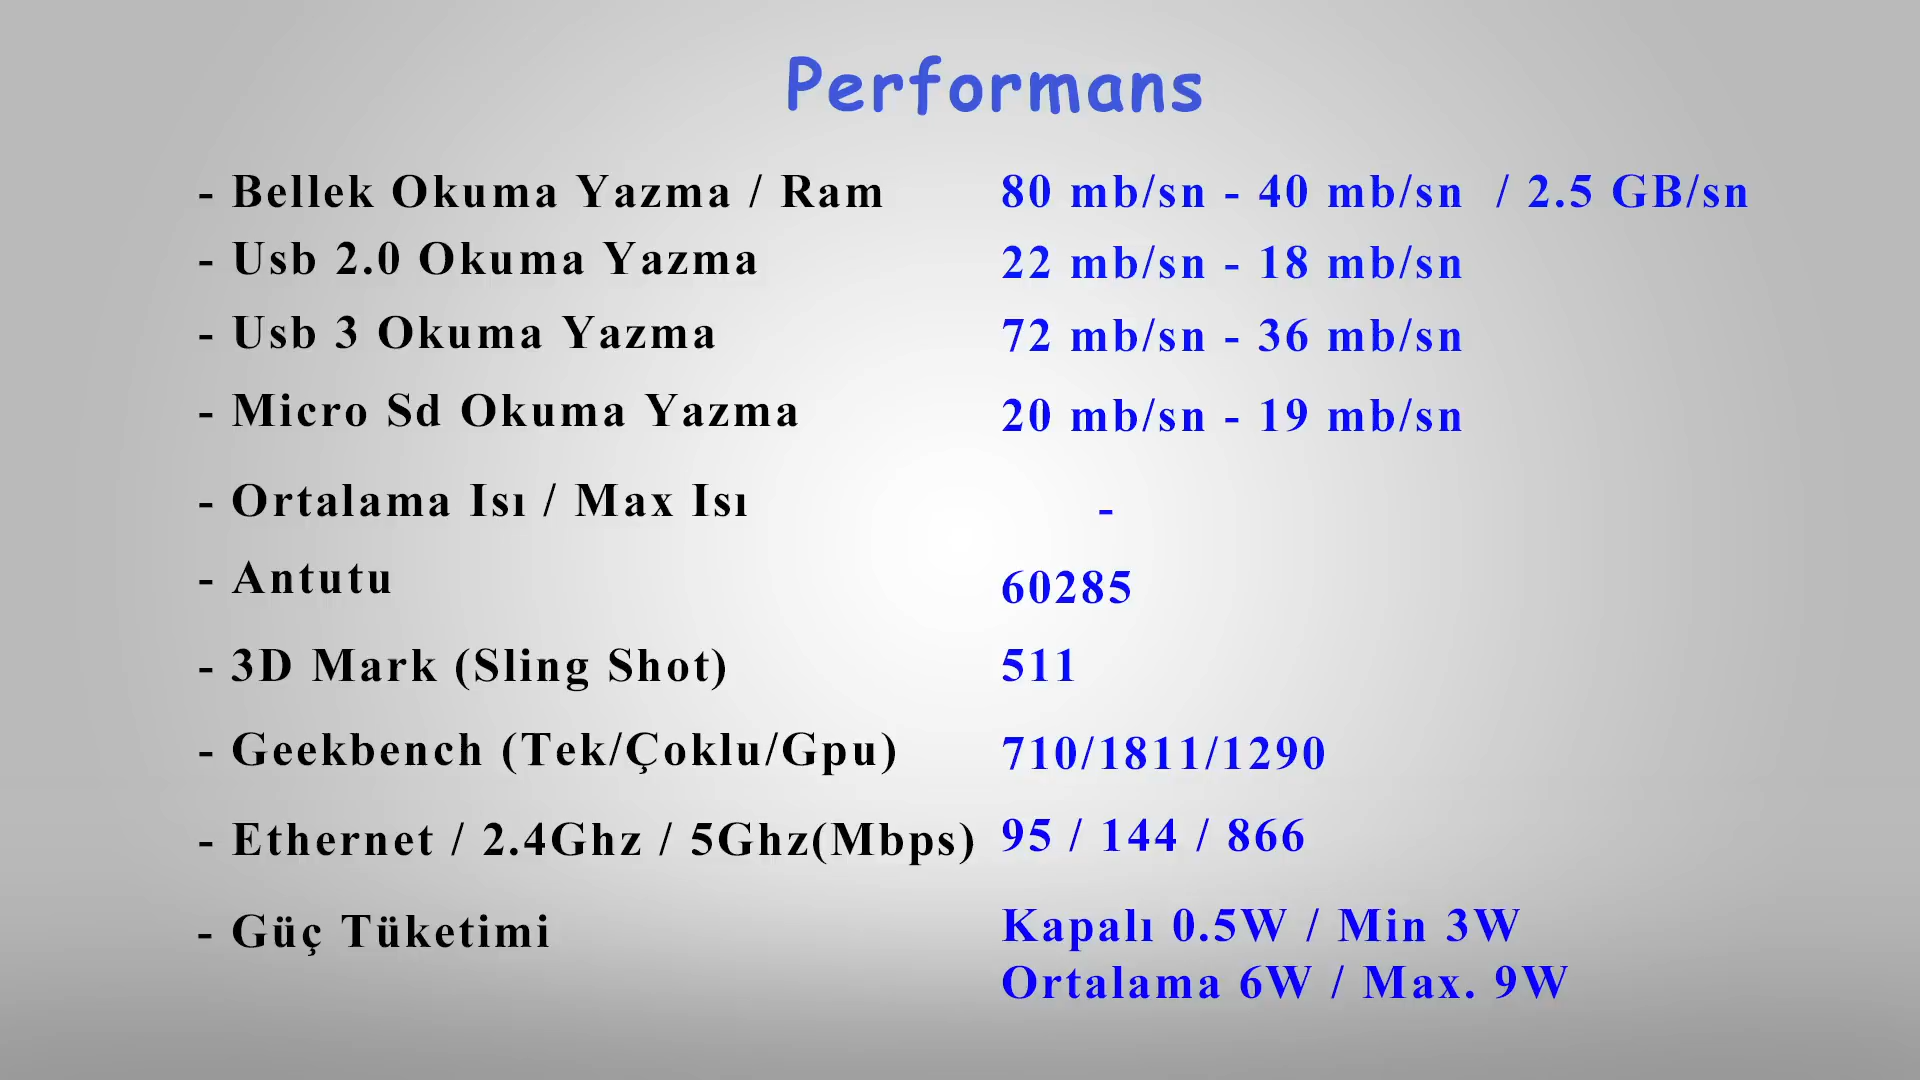 Performans
- Bellek Okuma Yazma / Ram 80 mb/sn - 40 mb/sn / 2.5 GB/sn
- Usb 2.0 Okuma Yazma 22 mb/sn - 18 mb/sn
- Usb 3 Okuma Yazma 72 mb/sn - 36 mb/sn
- Micro Sd Okuma Yazma 20 mb/sn - 19 mb/sn
- Ortalama Isı / Max Isı -
- Antutu 60285
- 3D Mark (Sling Shot) 511
- Geekbench (Tek/Çoklu/Gpu) 710/1811/1290
- Ethernet / 2.4Ghz / 5Ghz(Mbps) 95 / 144 / 866
- Güç Tüketimi Kapalı 0.5W / Min 3W
Ortalama 6W / Max. 9W